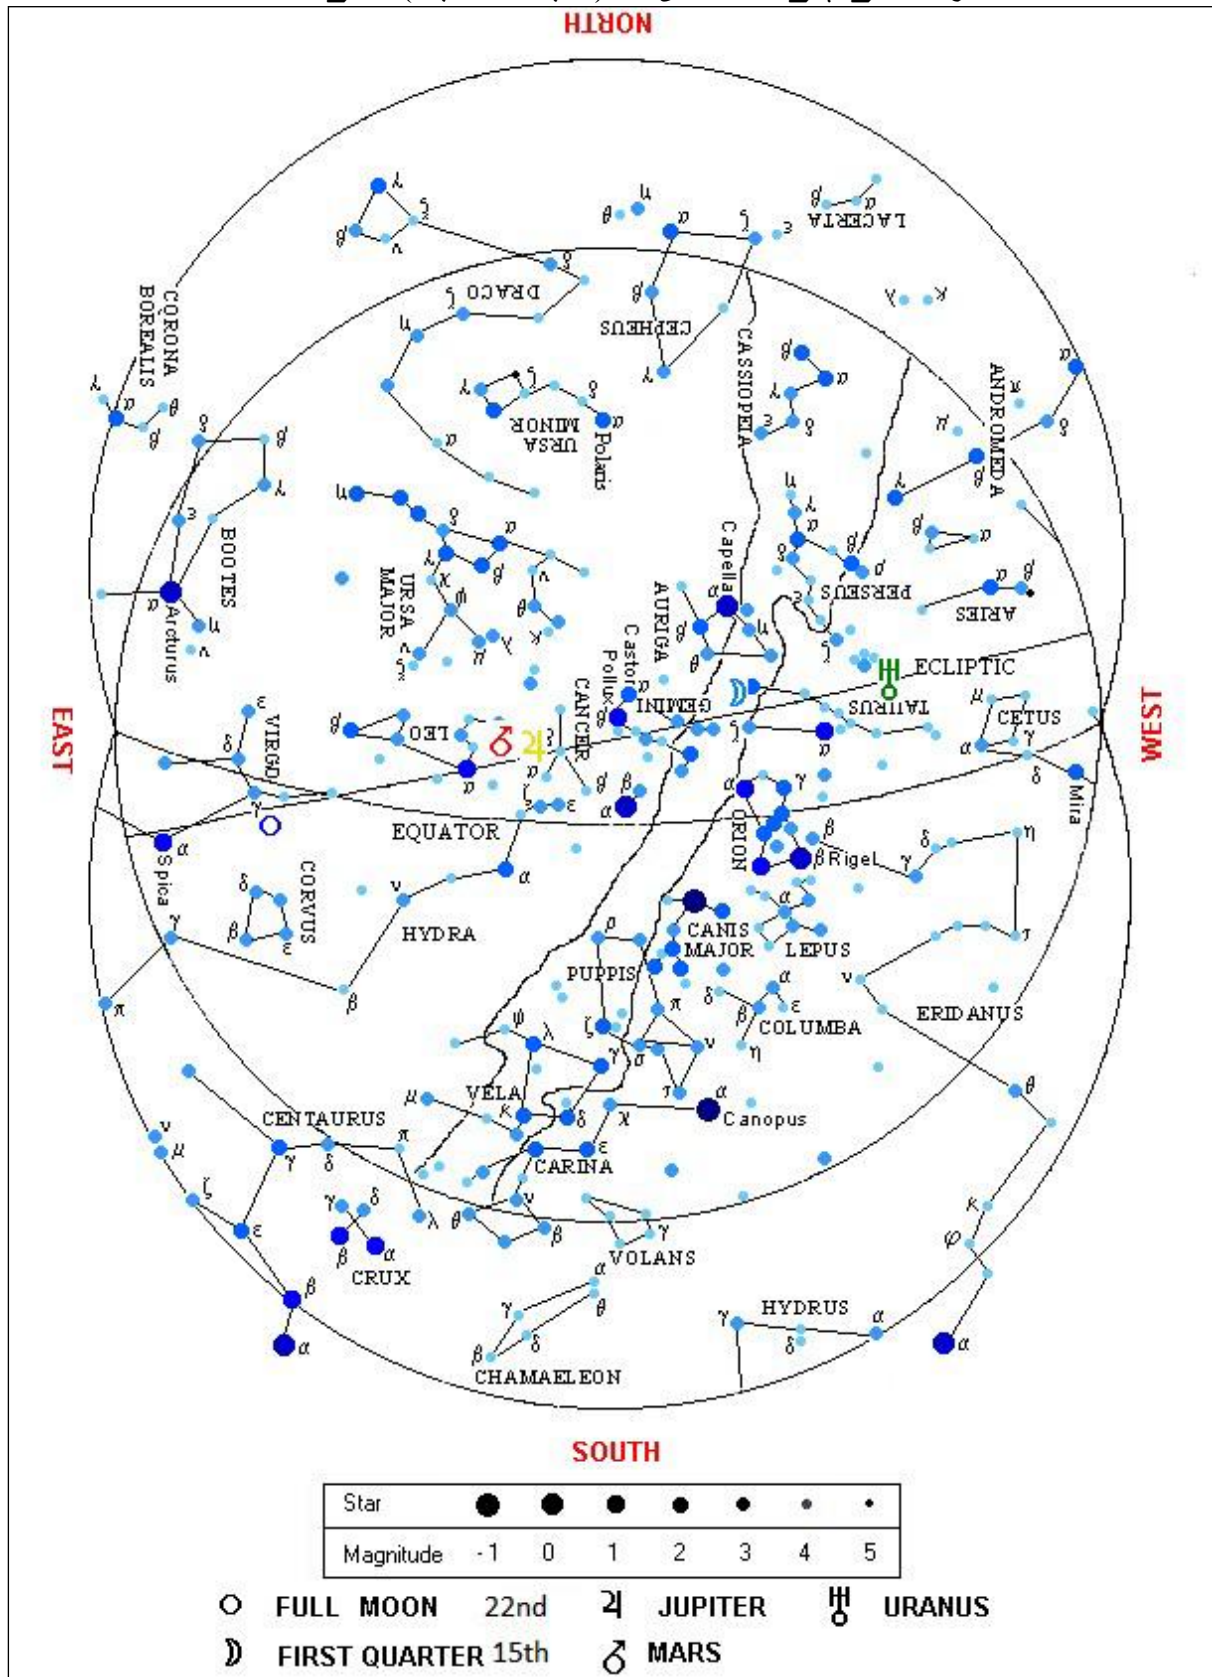 NORTH
LACERTA
CORONA
BOREALIS
DRACO
CEPHEUS
CASSIOPEIA
ANDROMEDA
URSA
MINOR
Polaris
BOOTES
Arcturus
URSA
MAJOR
Capella
AURIGA
PERSEUS
ARIES
Castor
Pollux
ECLIPTIC
EAST
WEST
VIRGO
LEO
CANCER
GEMINI
TAURUS
CETUS
Mira
EQUATOR
ORION
Rigel
Spica
CORVUS
HYDRA
CANIS
MAJOR
LEPUS
PUPPIS
COLUMBA
ERIDANUS
VELA
CENTAURUS
Canopus
CARINA
CRUX
VOLANS
HYDRUS
CHAMAELEON
SOUTH
Star
Magnitude -1 0 1 2 3 4 5
FULL MOON 22nd JUPITER URANUS
FIRST QUARTER 15th MARS